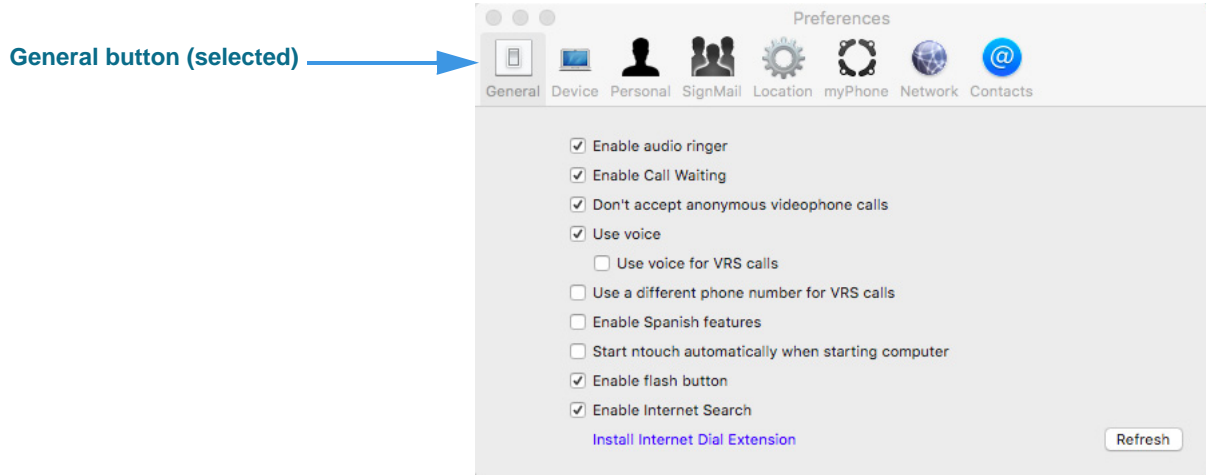 Preferences
General button (selected)
General Device Personal SignMail Location myPhone Network Contacts
Enable audio ringer
Enable Call Waiting
Don't accept anonymous videophone calls
Use voice
Use voice for VRS calls
Use a different phone number for VRS calls
Enable Spanish features
Start ntouch automatically when starting computer
Enable flash button
Enable Internet Search
Install Internet Dial Extension
Refresh